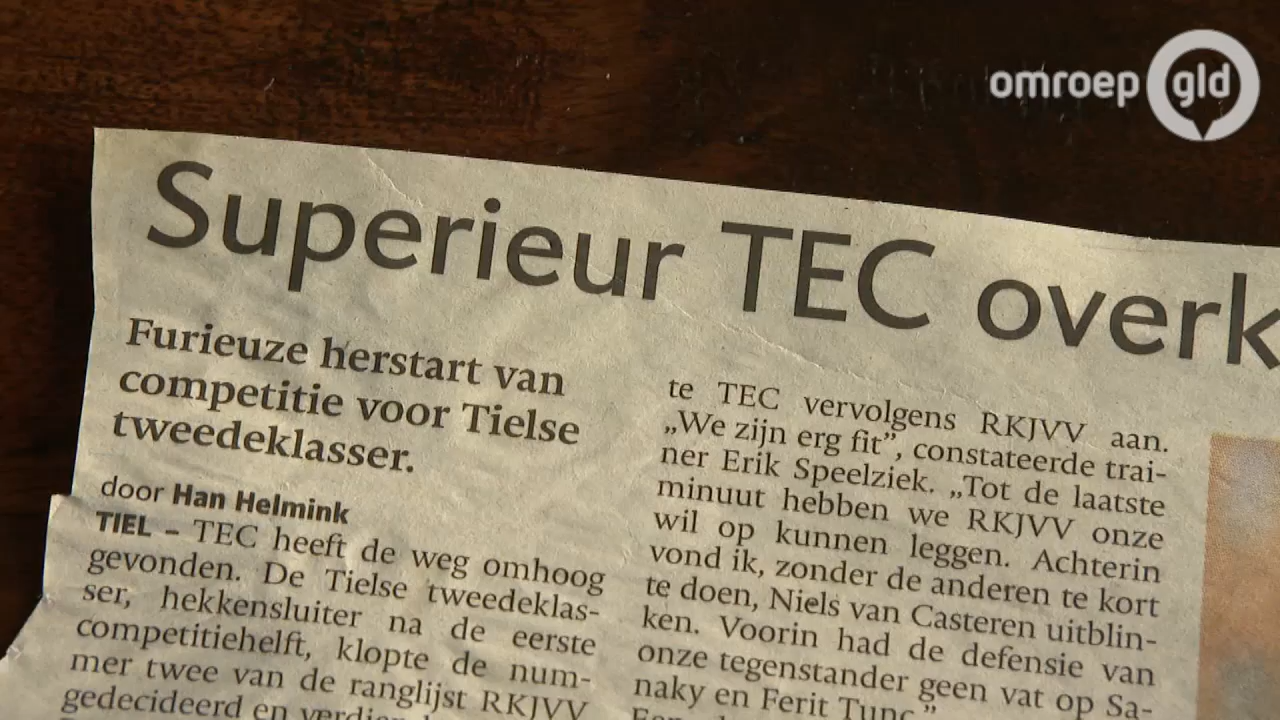 omroep gld
Superieur TEC overk
Furieuze herstart van
competitie voor Tielse
tweedeklasser.
door Han Helmink
TIEL – TEC heeft de weg omhoog
gevonden. De Tielse tweedeklas-
ser, hekkensluiter na de eerste
competitiehelft, klopte de num-
mer twee van de ranglijst RKJVV
gedecideerd en
te TEC vervolgens RKJVV aan.
„We zijn erg fit”, constateerde trai-
ner Erik Speelziek. „Tot de laatste
minuut hebben we RKJVV onze
wil op kunnen leggen. Achterin
vond ik, zonder de anderen te kort
te doen, Niels van Casteren uitblin-
ken. Voorin had de defensie van
onze tegenstander geen vat op Sa-
naky en Ferit Tunc.”